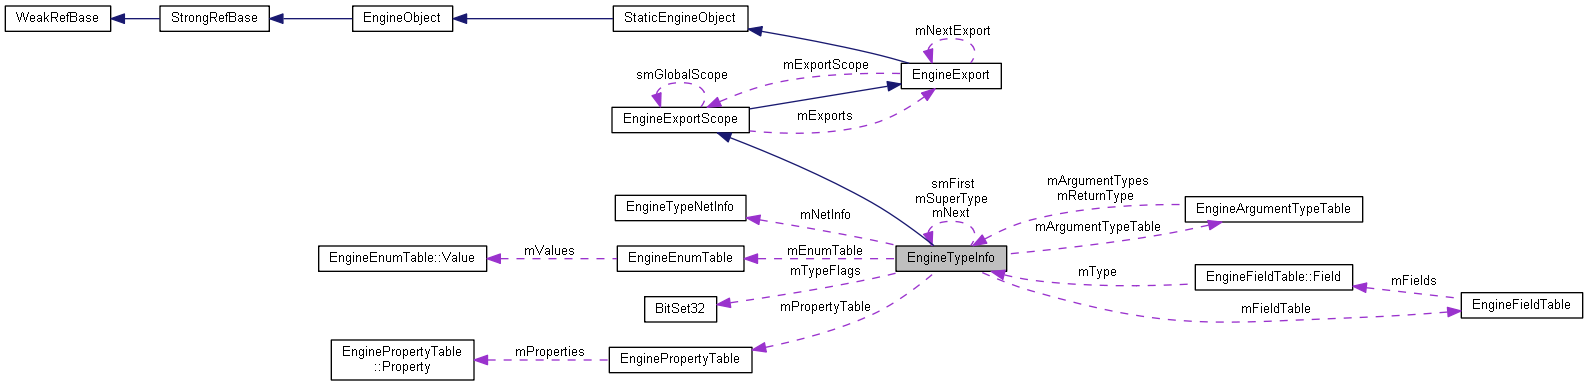 WeakRefBase
StrongRefBase
EngineObject
StaticEngineObject
mNextExport
EngineExport
mExportScope
smGlobalScope
EngineExportScope
mExports
EngineTypeNetInfo
mNetInfo
smFirst
mSuperType
mNext
mArgumentTypes
mReturnType
EngineArgumentTypeTable
mArgumentTypeTable
EngineEnumTable::Value
mValues
EngineEnumTable
mEnumTable
EngineTypeInfo
mTypeFlags
mType
EngineFieldTable::Field
mFields
EngineFieldTable
BitSet32
mPropertyTable
mFieldTable
EnginePropertyTable
::Property
mProperties
EnginePropertyTable